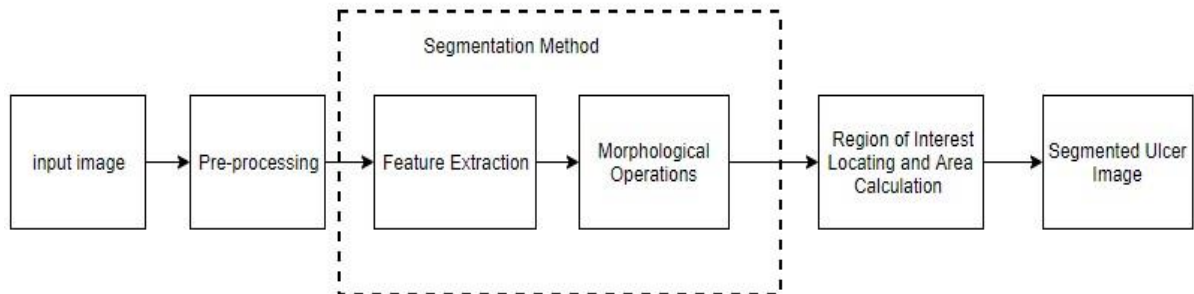 Segmentation Method
input image
Pre-processing
Feature Extraction
Morphological
Operations
Region of Interest
Locating and Area
Calculation
Segmented Ulcer
Image